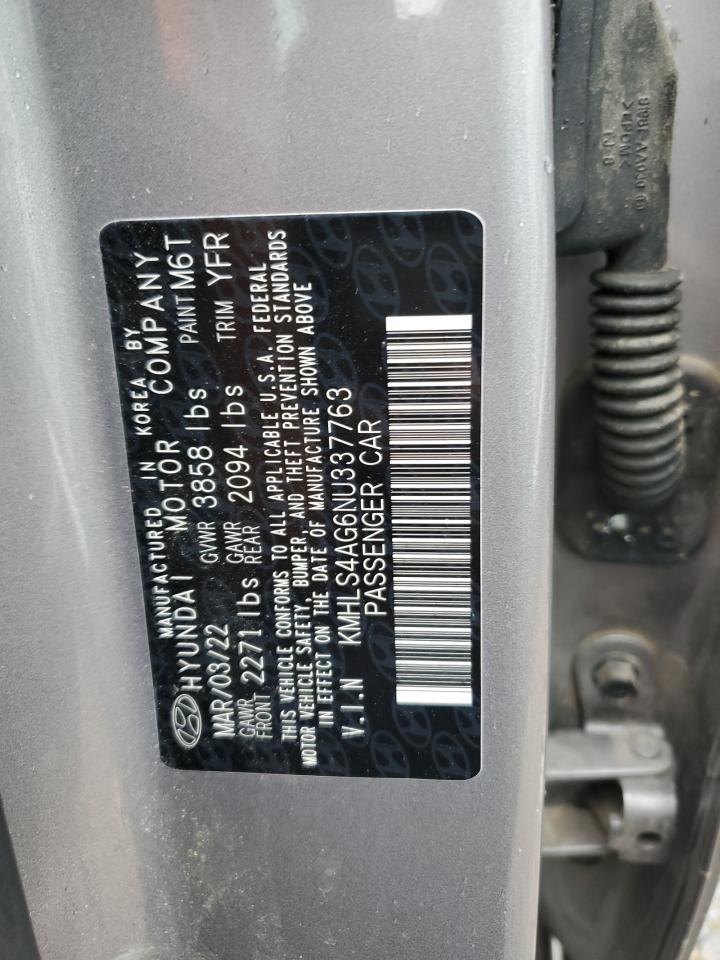 MANUFACTURED IN KOREA BY
HYUNDAI MOTOR COMPANY
MAR/03/22 GVWR 3858 lbs PAINT M6T
GAWR FRONT 2271 lbs GAWR REAR 2094 lbs TRIM YFR
THIS VEHICLE CONFORMS TO ALL APPLICABLE U.S.A. FEDERAL
MOTOR VEHICLE SAFETY, BUMPER, AND THEFT PREVENTION STANDARDS
IN EFFECT ON THE DATE OF MANUFACTURE SHOWN ABOVE
V.I.N KMHLS4AG6NU337763
PASSENGER CAR
>EPDM<